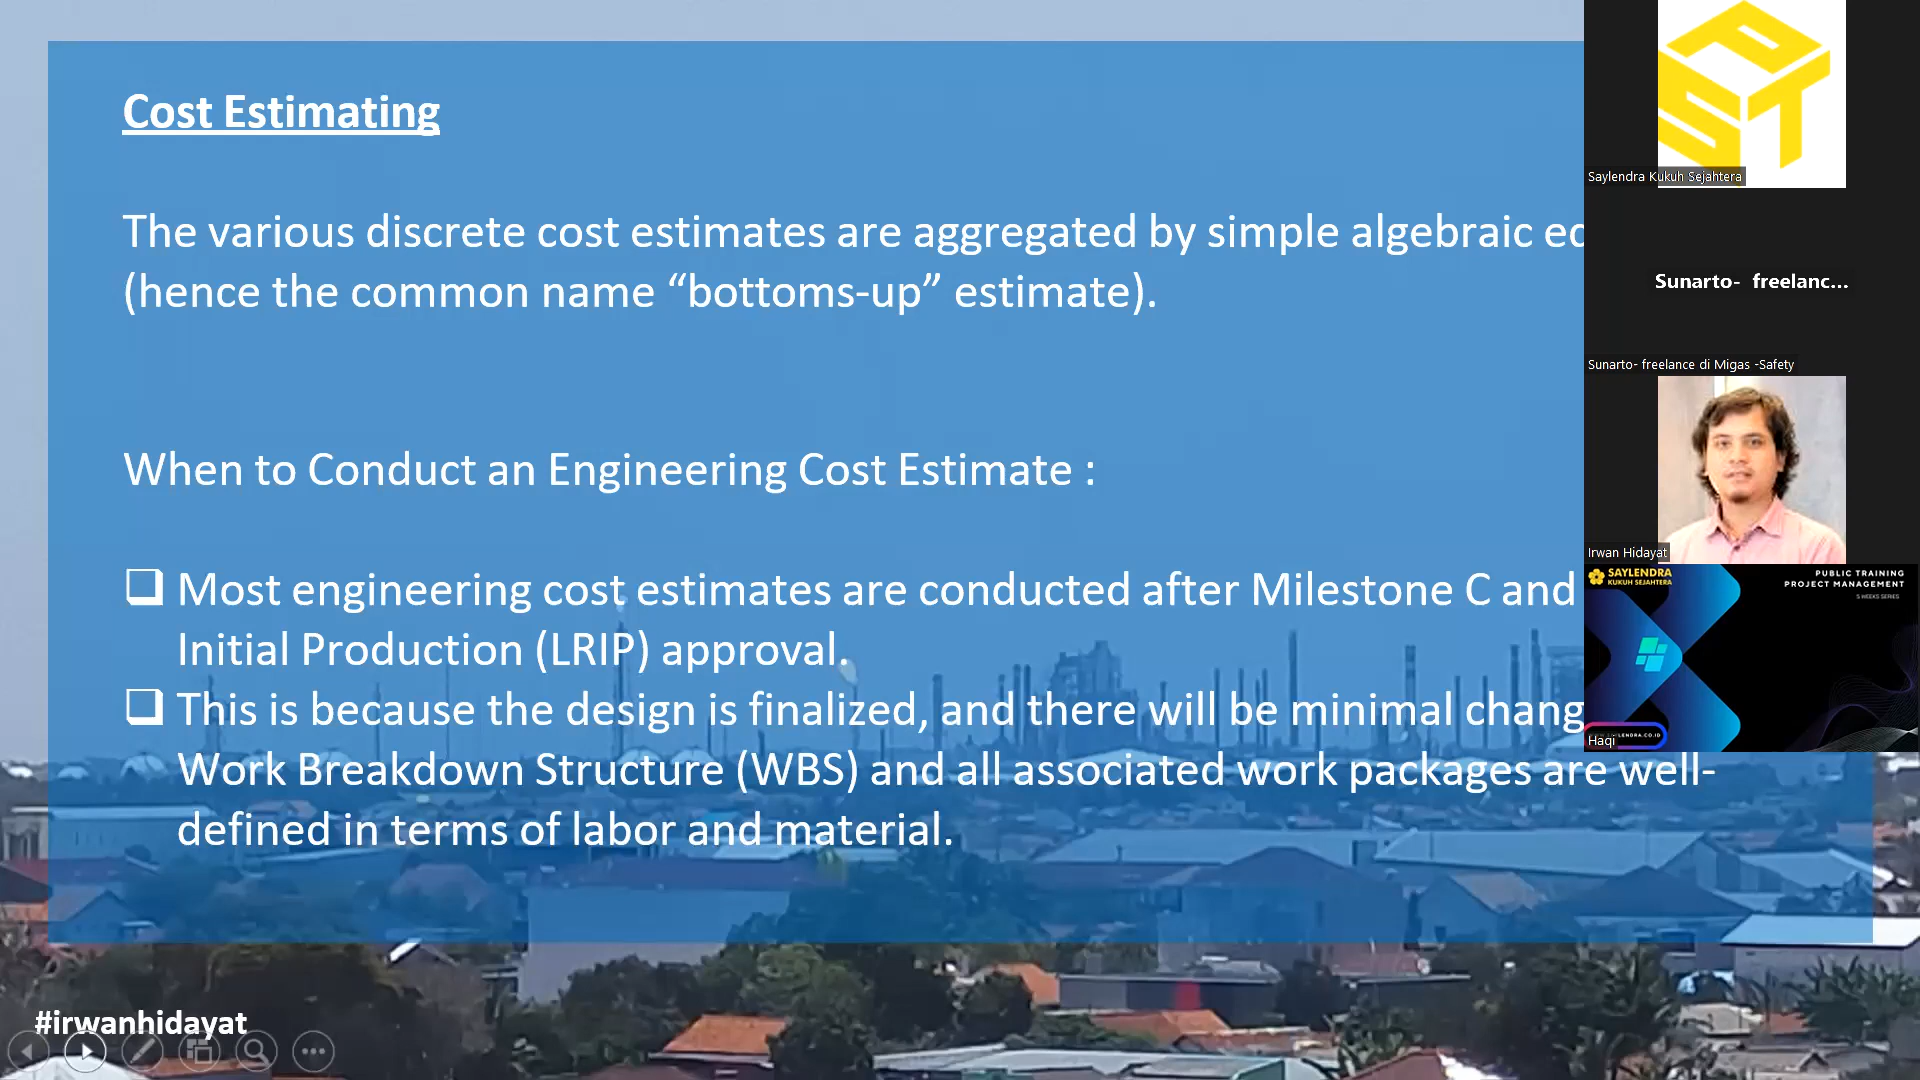 Cost Estimating
The various discrete cost estimates are aggregated by simple algebraic
(hence the common name “bottoms-up” estimate).
When to Conduct an Engineering Cost Estimate :
Most engineering cost estimates are conducted after Milestone C and
Initial Production (LRIP) approval.
This is because the design is finalized, and there will be minimal
Work Breakdown Structure (WBS) and all associated work packages are well-
defined in terms of labor and material.
#irwanhidayat
PST
Saylendra Kukuh Sejahtera
Sunarto- freelanc...
Sunarto- freelance di Migas -Safety
Irwan Hidayat
SAYLENDRA
KUKUH SEJAHTERA
PUBLIC TRAINING
PROJECT MANAGEMENT
5 WEEKS SERIES
Haqi